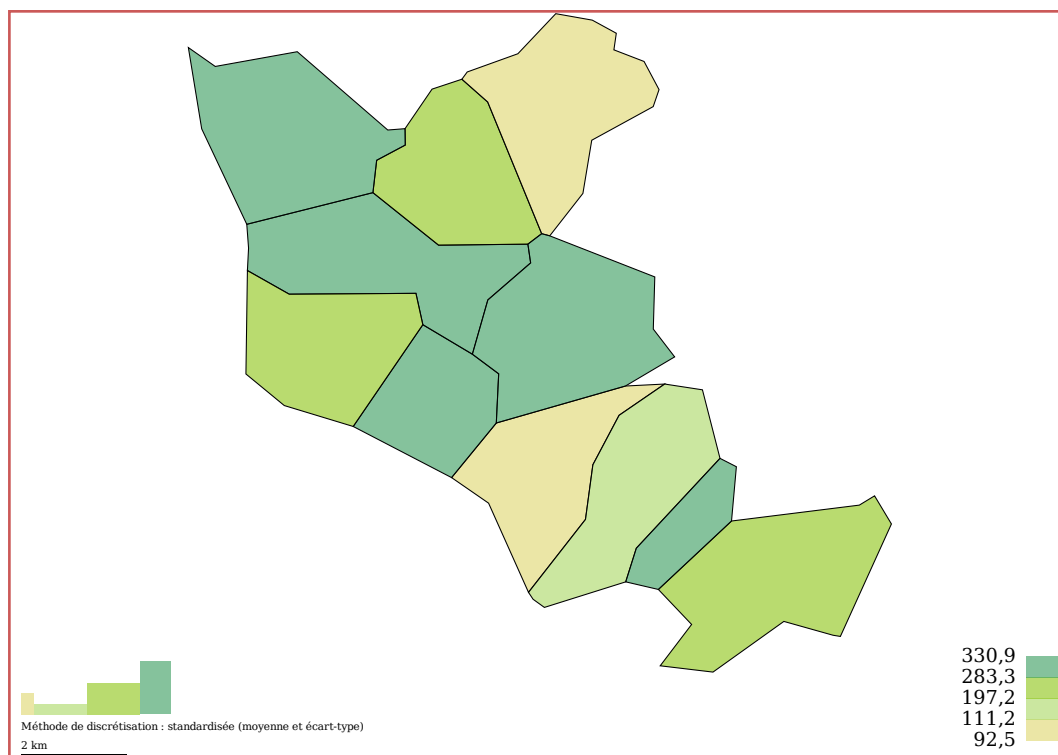 330,9
283,3
197,2
111,2
92,5
Méthode de discrétisation : standardisée (moyenne et écart-type)
2 km